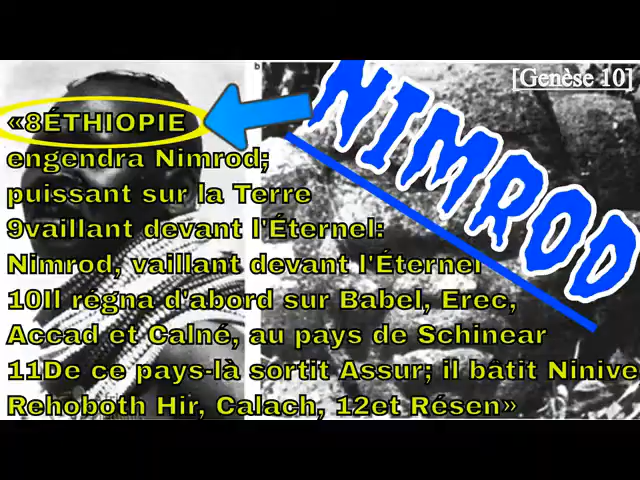 [Genèse 10]
NIMROD
«8ÉTHIOPIE
engendra Nimrod;
puissant sur la Terre
9vaillant devant l'Éternel:
Nimrod, vaillant devant l'Éternel
10Il régna d'abord sur Babel, Erec,
Accad et Calné, au pays de Schinear
11De ce pays-là sortit Assur; il bâtit Ninive
Rehoboth Hir, Calach, 12et Résen»